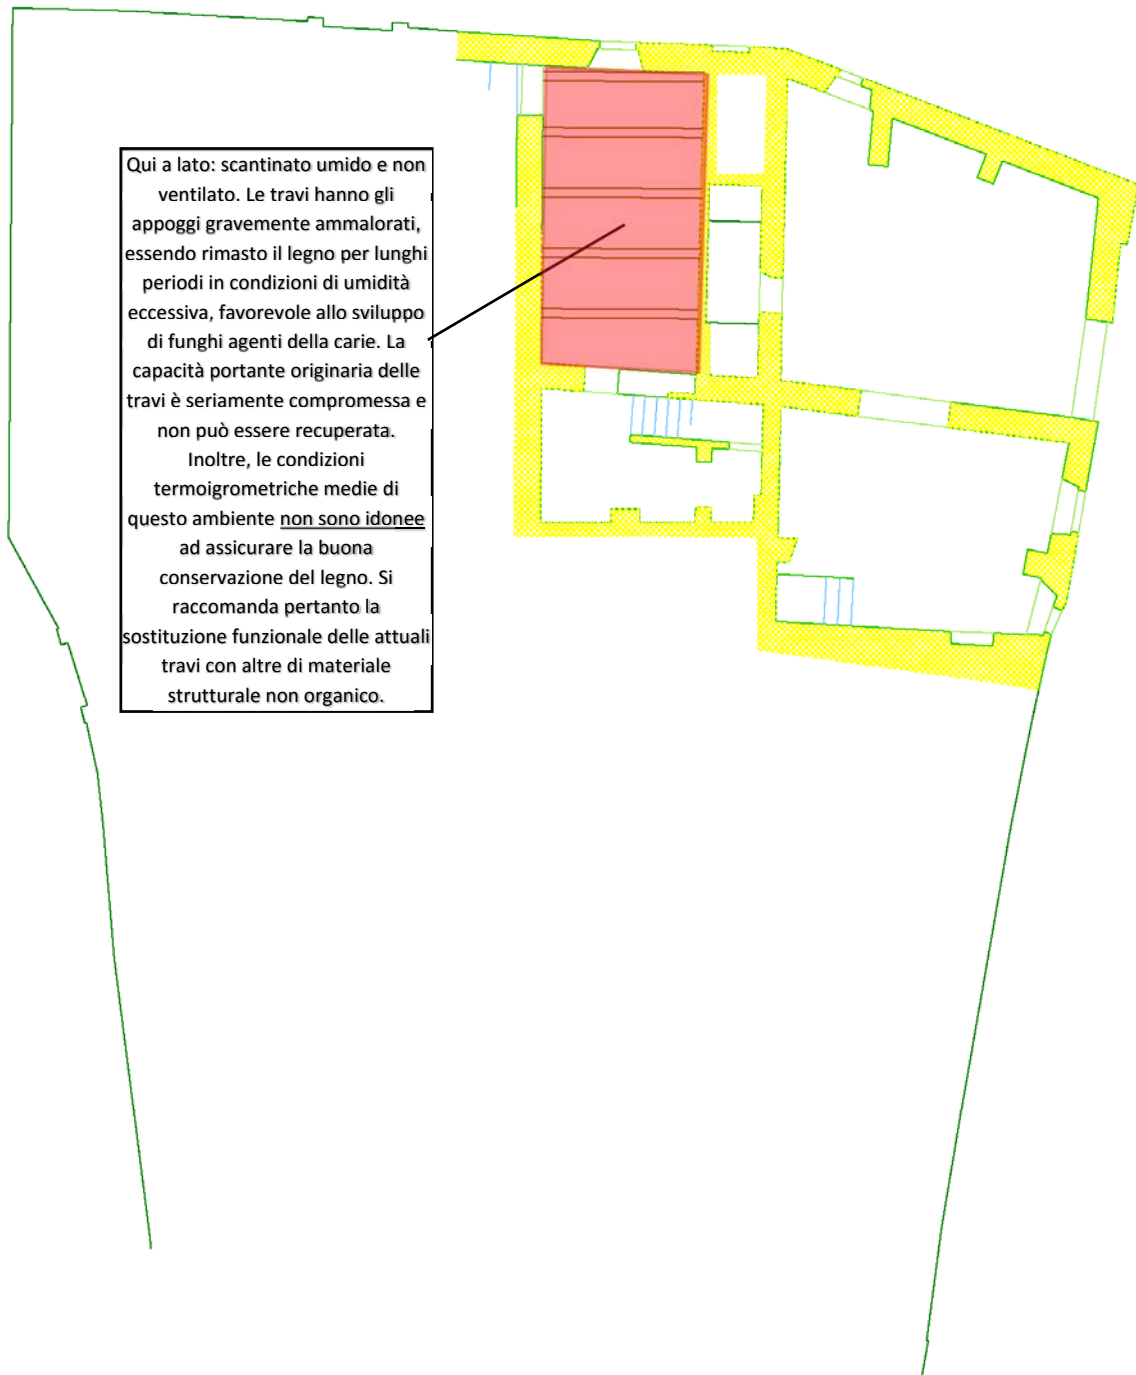 Qui a lato: scantinato umido e non
ventilato. Le travi hanno gli
appoggi gravemente ammalorati,
essendo rimasto il legno per lunghi
periodi in condizioni di umidità
eccessiva, favorevole allo sviluppo
di funghi agenti della carie. La
capacità portante originaria delle
travi è seriamente compromessa e
non può essere recuperata.
Inoltre, le condizioni
termoigrometriche medie di
questo ambiente non sono idonee
ad assicurare la buona
conservazione del legno. Si
raccomanda pertanto la
sostituzione funzionale delle attuali
travi con altre di materiale
strutturale non organico.